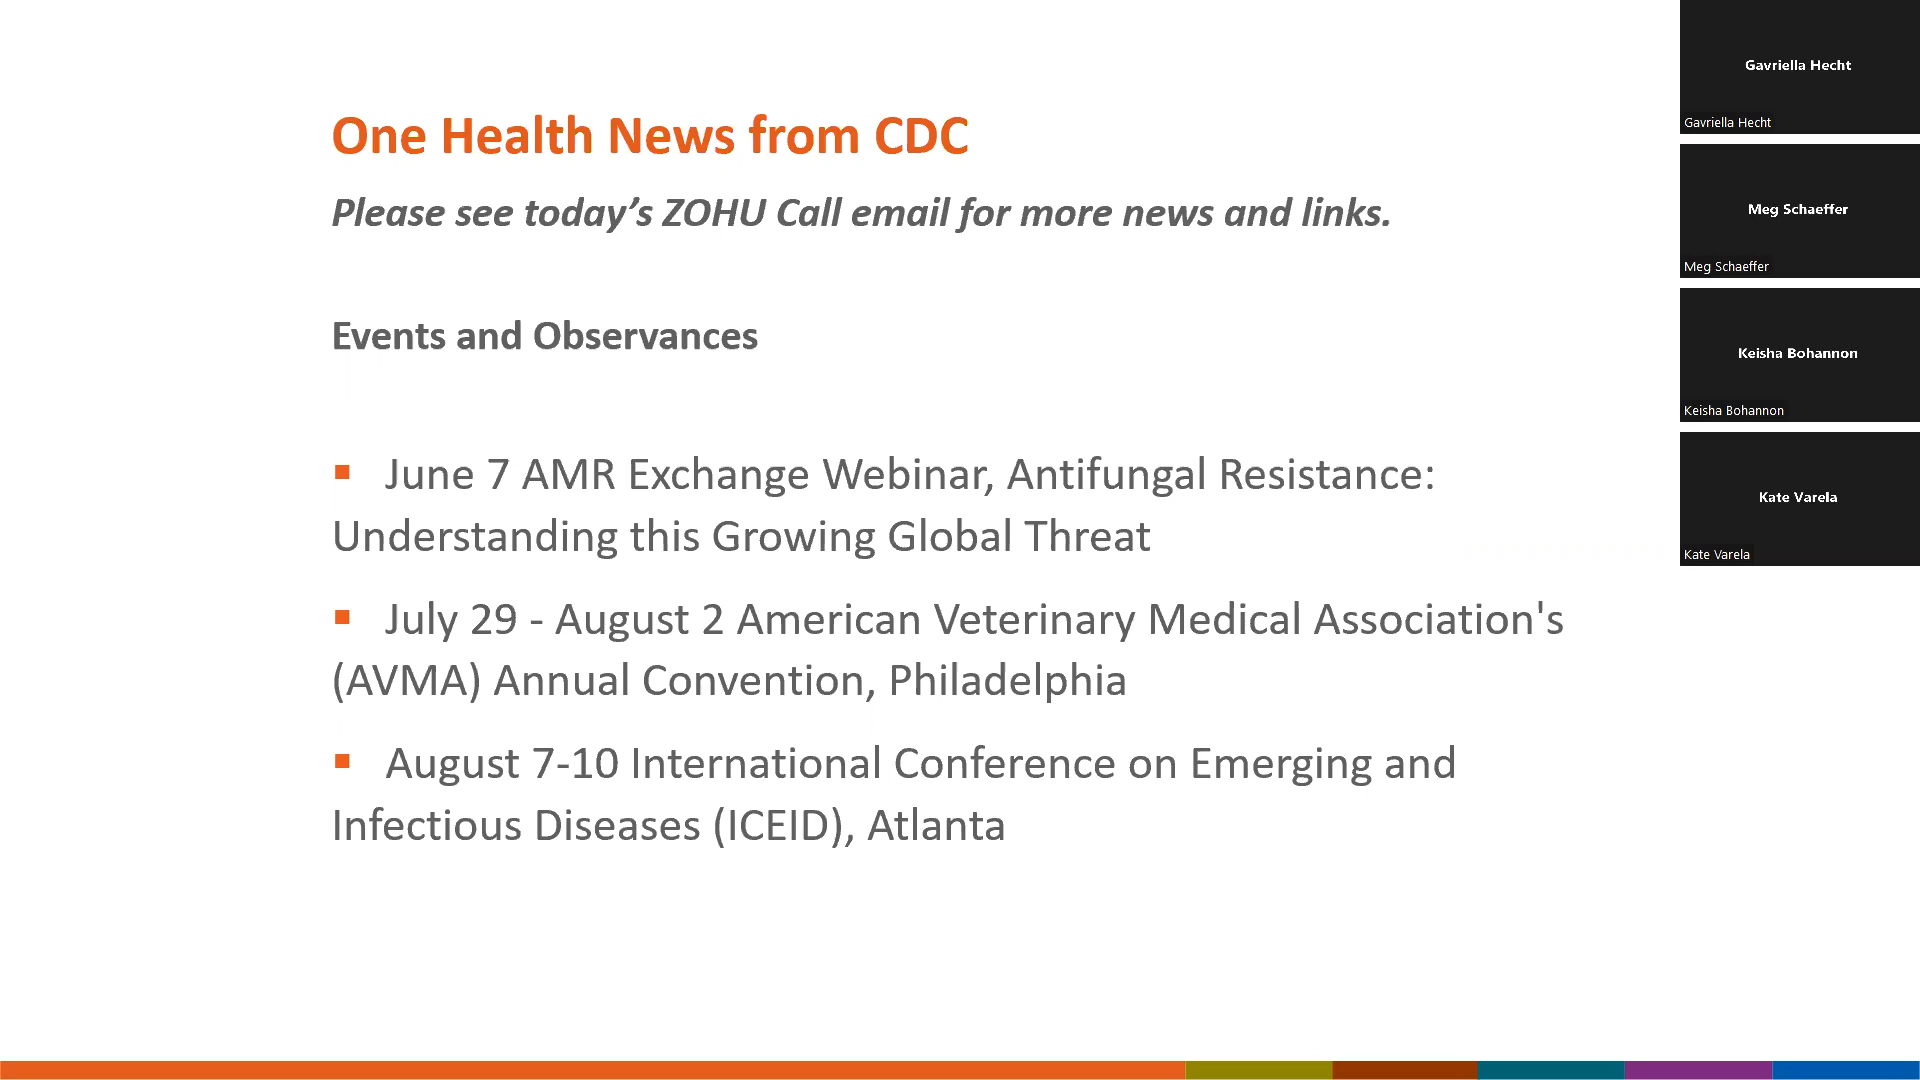 One Health News from CDC
Please see today’s ZOHU Call email for more news and links.
Events and Observances
▪ June 7 AMR Exchange Webinar, Antifungal Resistance:
Understanding this Growing Global Threat
▪ July 29 - August 2 American Veterinary Medical Association's
(AVMA) Annual Convention, Philadelphia
▪ August 7-10 International Conference on Emerging and
Infectious Diseases (ICEID), Atlanta
Gavriella Hecht
Gavriella Hecht
Meg Schaeffer
Meg Schaeffer
Keisha Bohannon
Keisha Bohannon
Kate Varela
Kate Varela